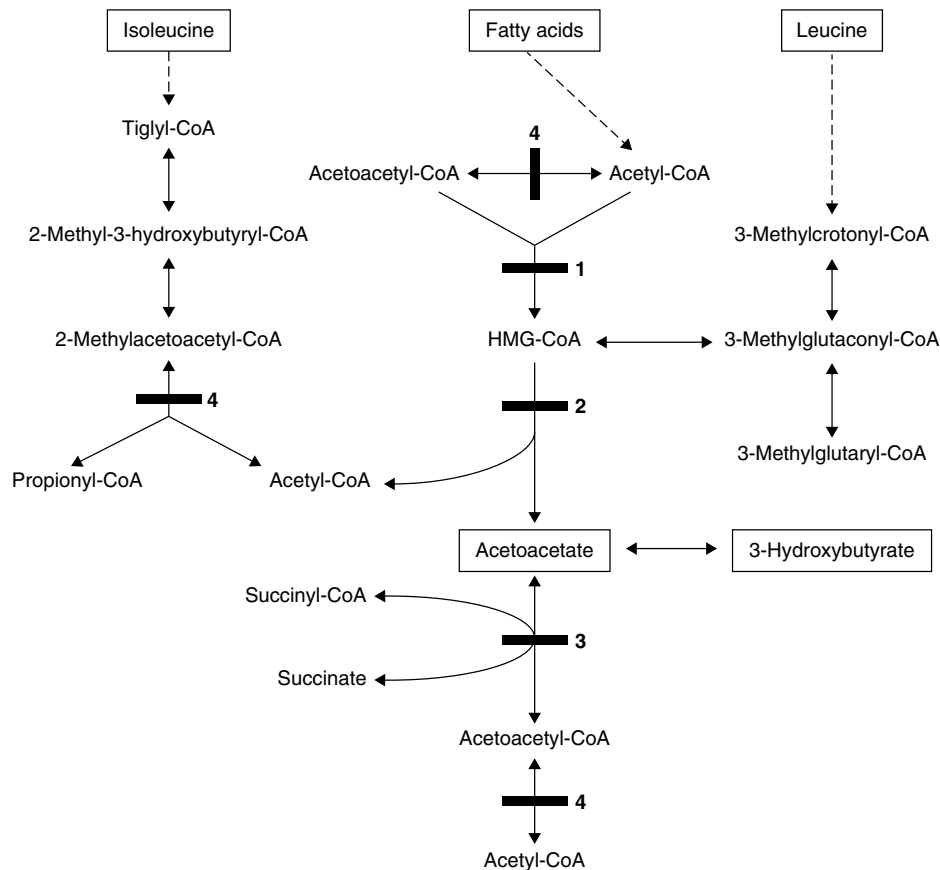 Isoleucine
Fatty acids
Leucine
Tiglyl-CoA
4
Acetoacetyl-CoA
Acetyl-CoA
2-Methyl-3-hydroxybutyryl-CoA
3-Methylcrotonyl-CoA
1
2-Methylacetoacetyl-CoA
HMG-CoA
3-Methylglutaconyl-CoA
4
2
3-Methylglutaryl-CoA
Propionyl-CoA
Acetyl-CoA
Acetoacetate
3-Hydroxybutyrate
Succinyl-CoA
3
Succinate
Acetoacetyl-CoA
4
Acetyl-CoA